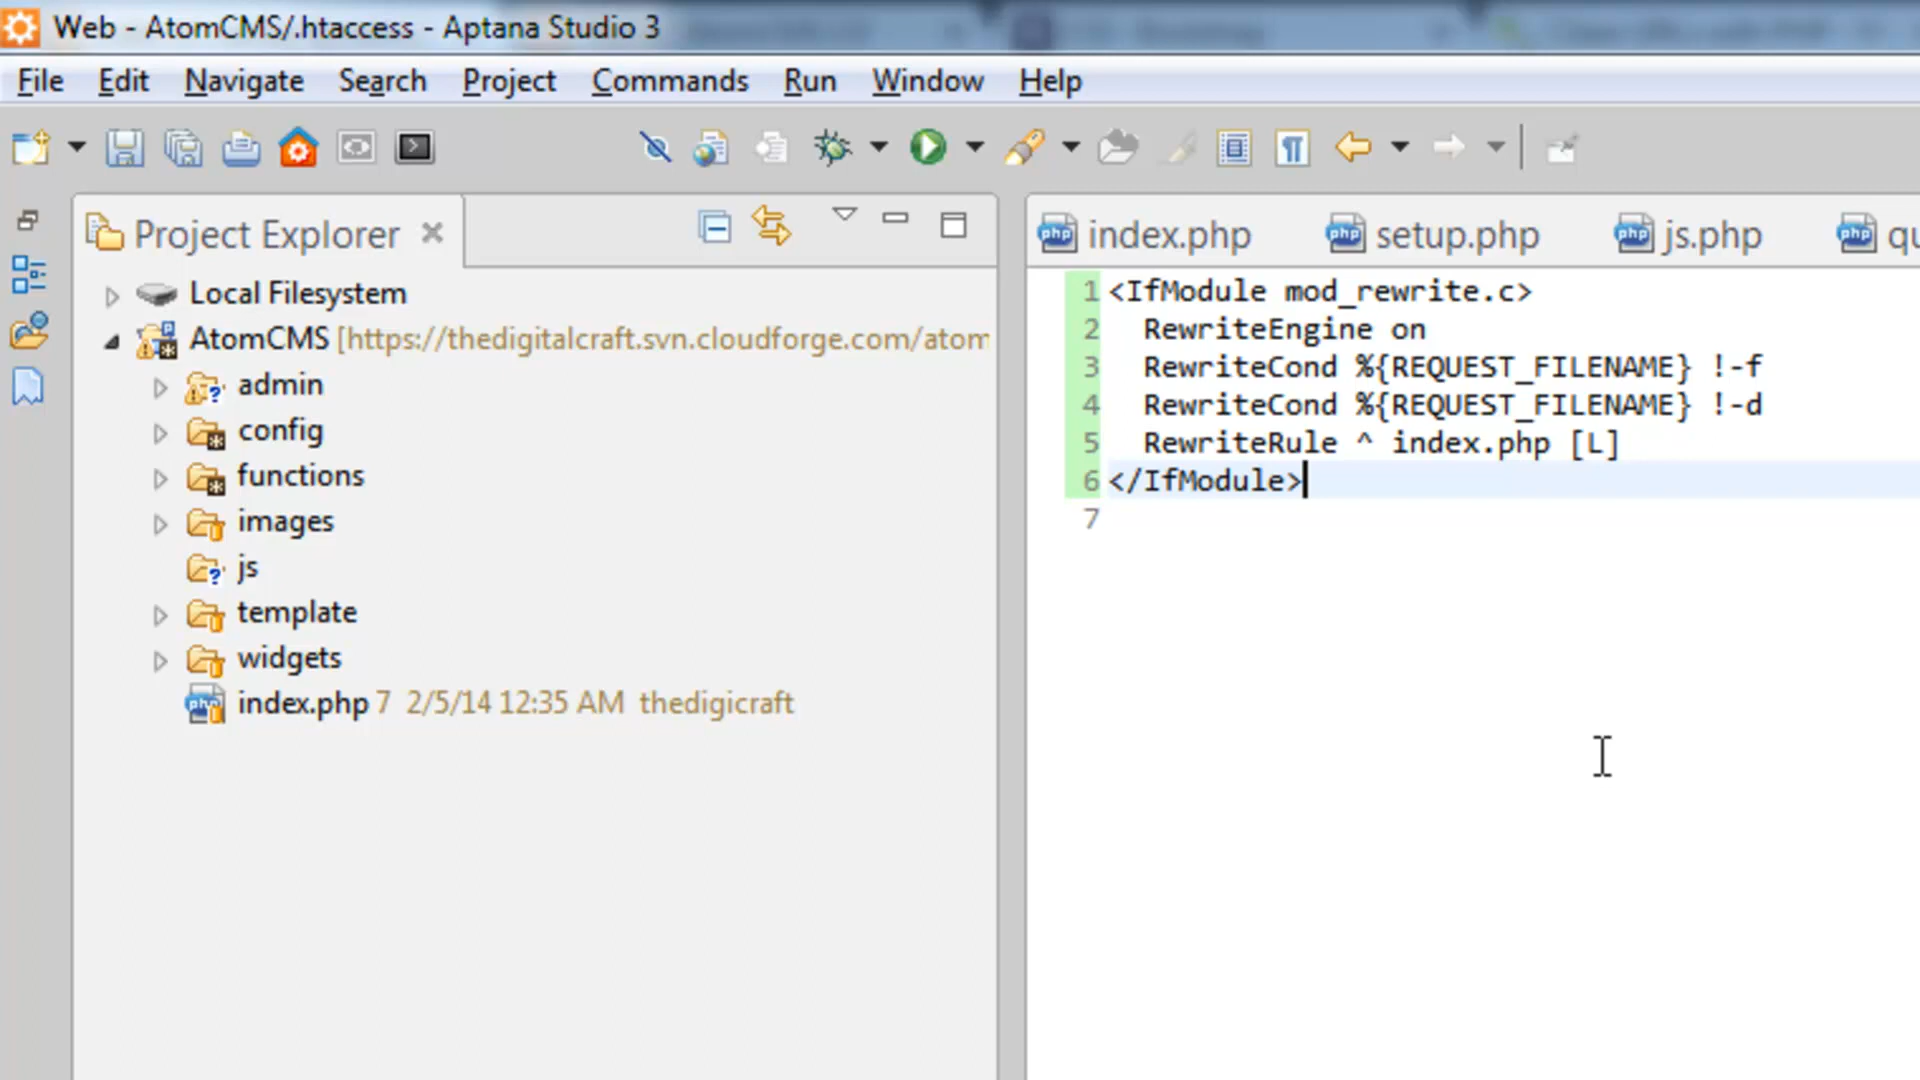 Web - AtomCMS/.htaccess - Aptana Studio 3
File Edit Navigate Search Project Commands Run Window Help
Project Explorer
index.php setup.php js.php qu
Local Filesystem
AtomCMS [https://thedigitalcraft.svn.cloudforge.com/atom
admin
config
functions
images
js
template
widgets
index.php 7 2/5/14 12:35 AM thedigicraft
1 <IfModule mod_rewrite.c>
2 RewriteEngine on
3 RewriteCond %{REQUEST_FILENAME} !-f
4 RewriteCond %{REQUEST_FILENAME} !-d
5 RewriteRule ^ index.php [L]
6 </IfModule>
7